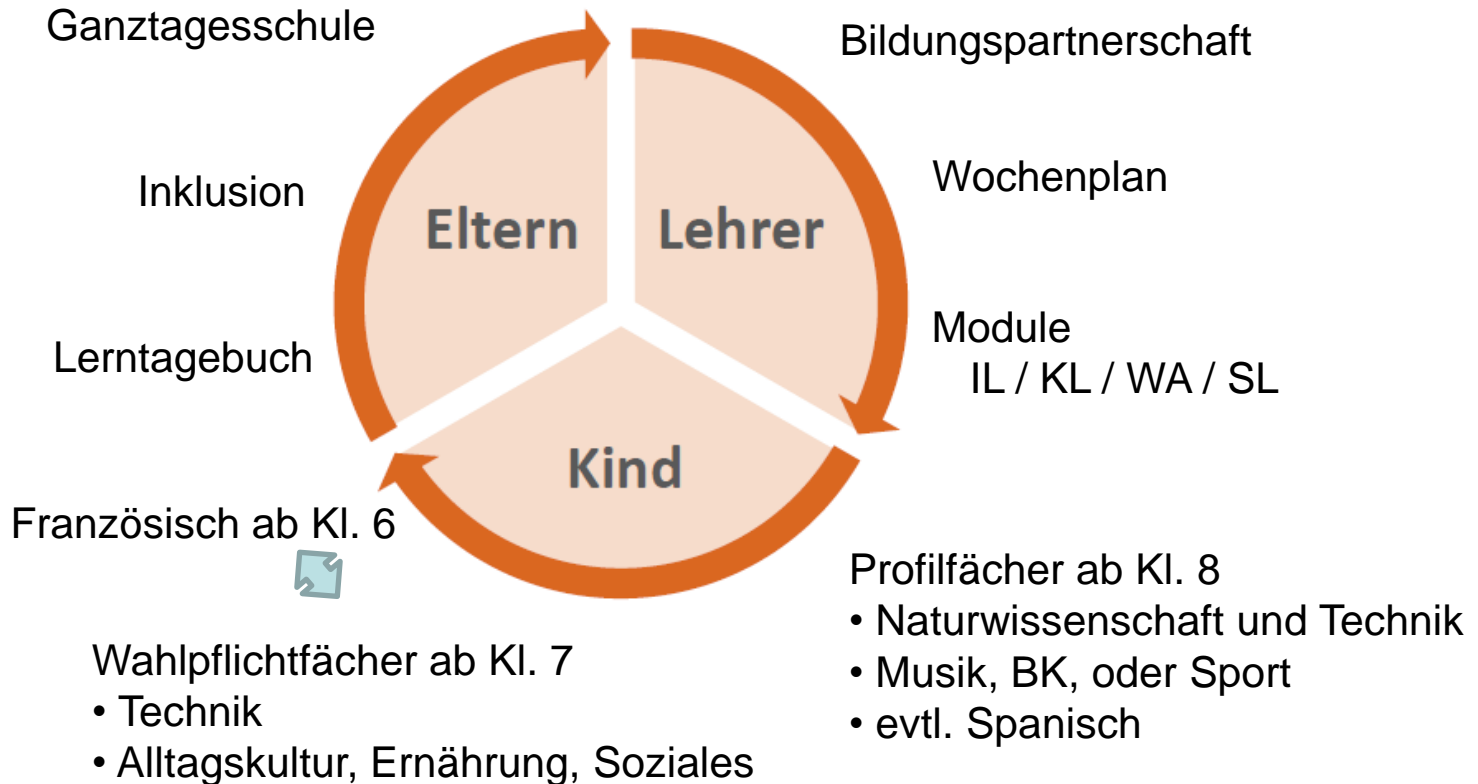 Ganztagesschule
Bildungspartnerschaft
Inklusion
Wochenplan
Eltern
Lehrer
Lerntagebuch
Module
IL / KL / WA / SL
Kind
Französisch ab Kl. 6
Profilfächer ab Kl. 8
• Naturwissenschaft und Technik
• Musik, BK, oder Sport
• evtl. Spanisch
Wahlpflichtfächer ab Kl. 7
• Technik
• Alltagskultur, Ernährung, Soziales